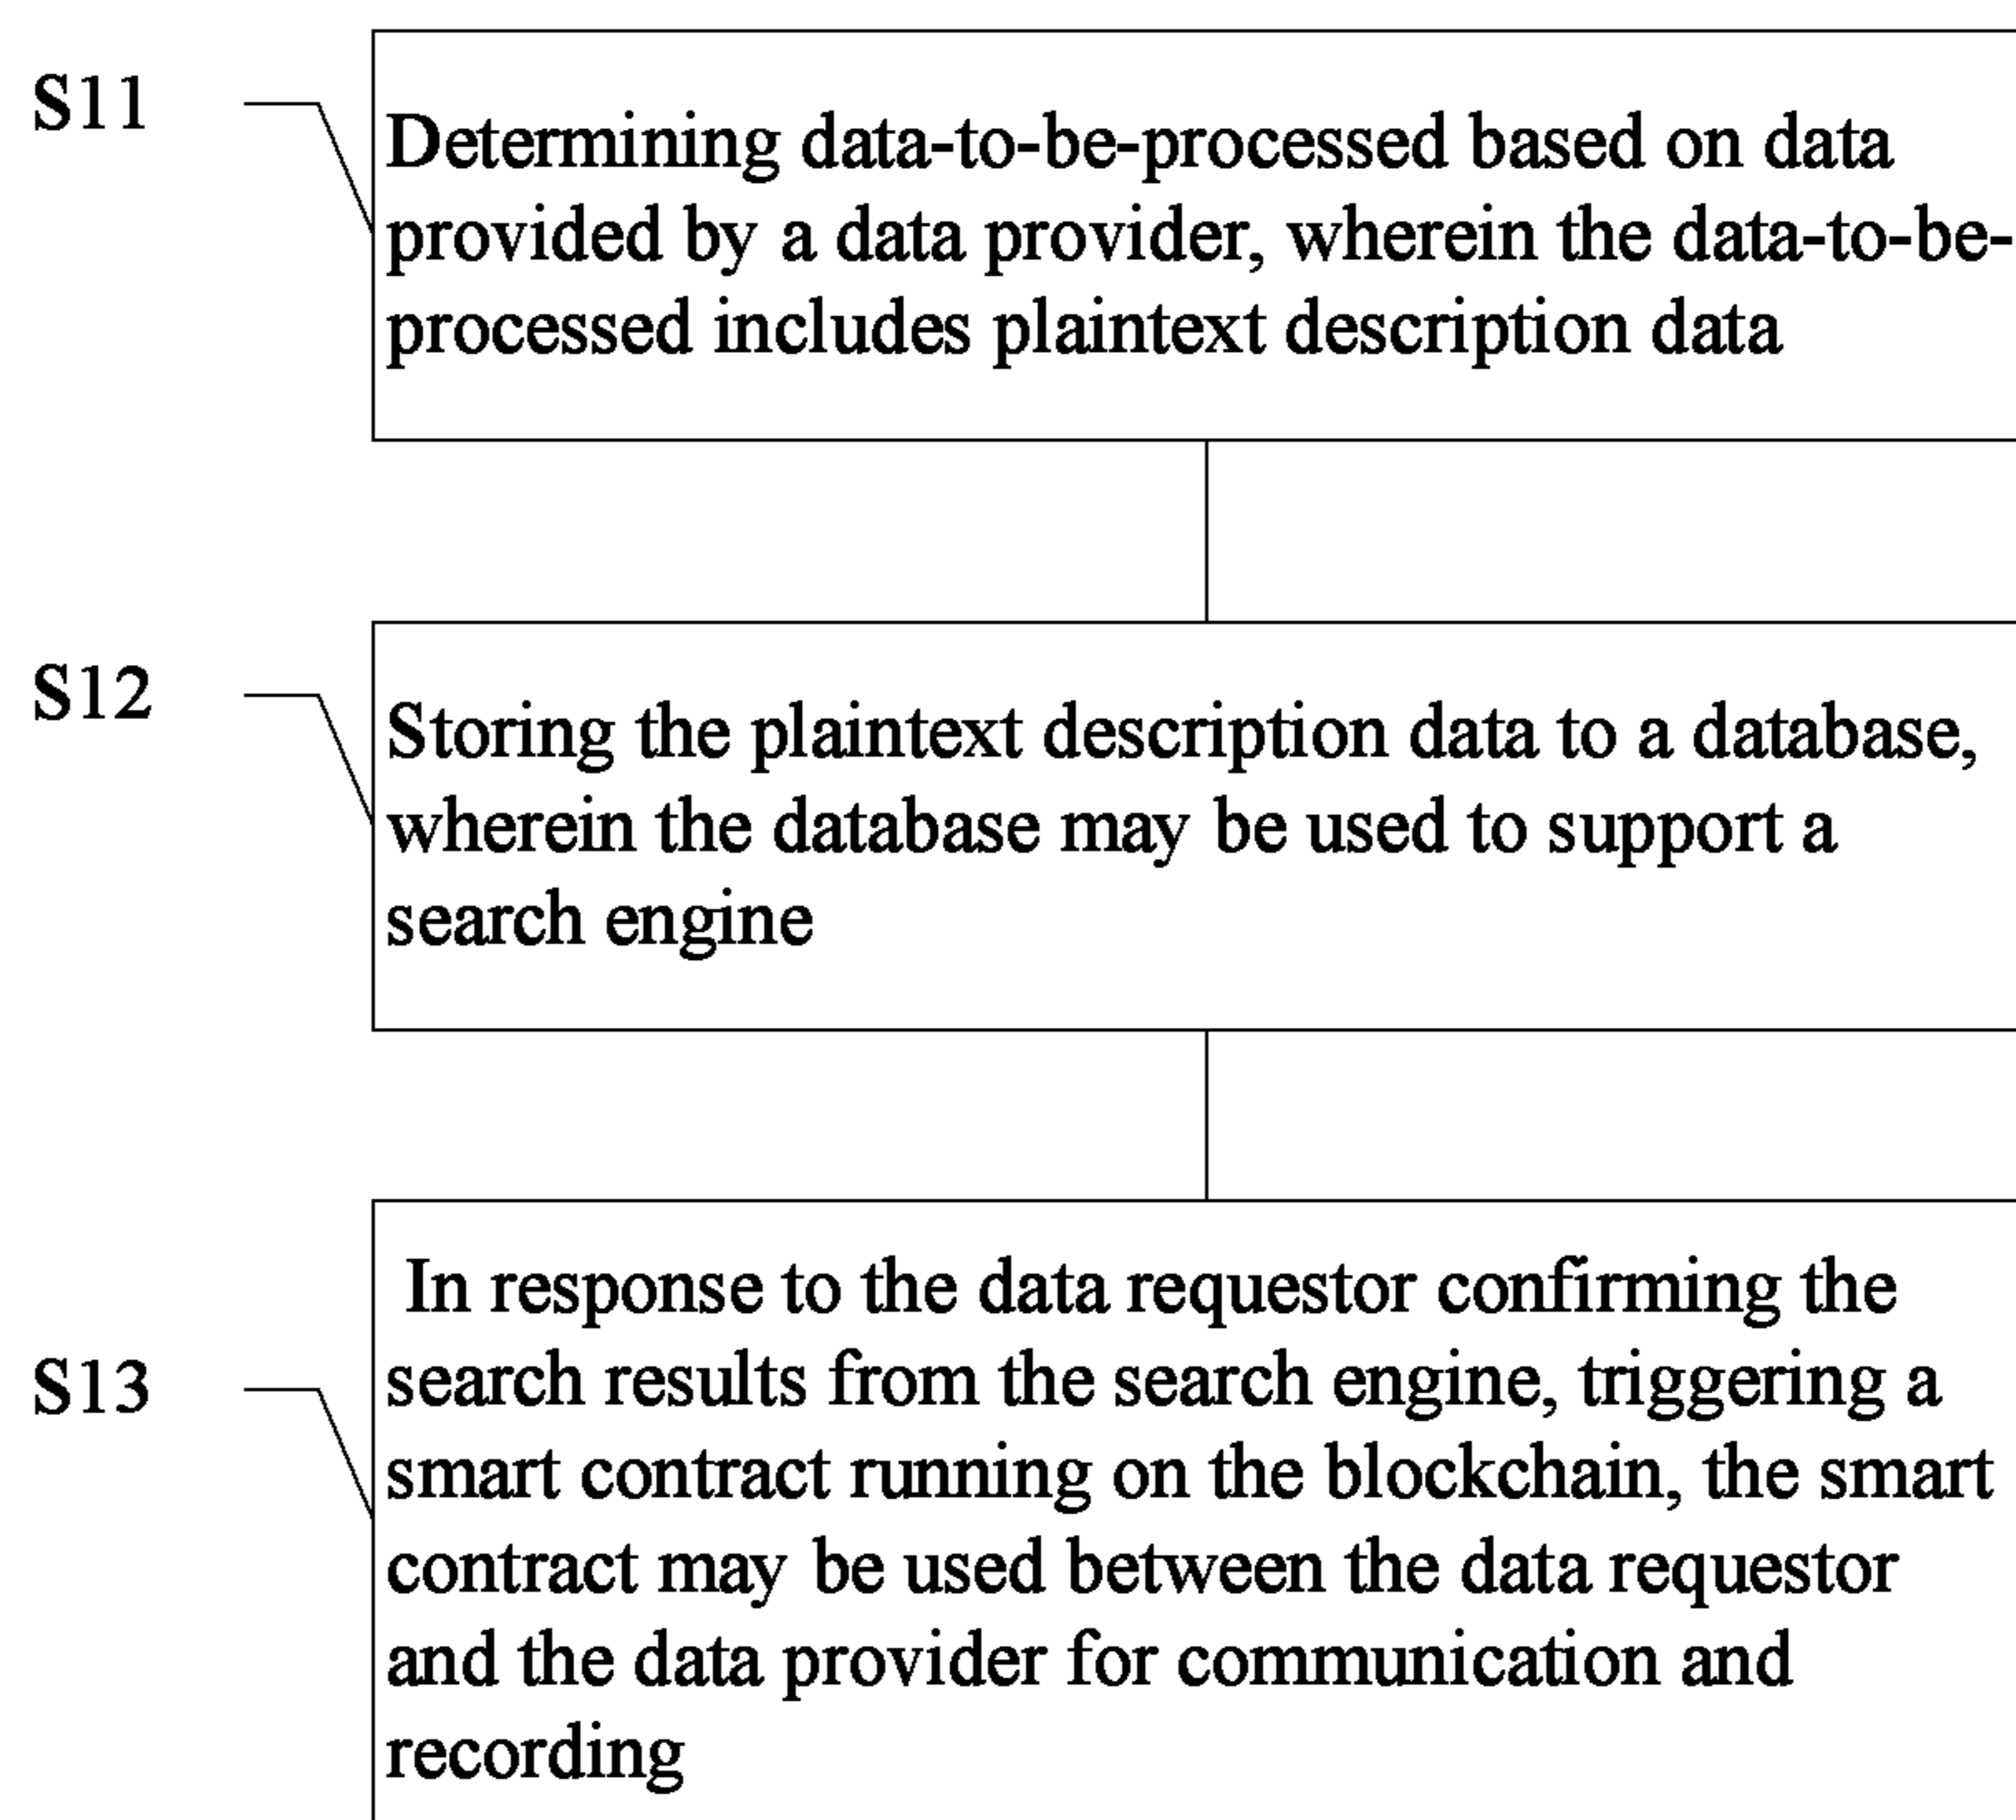 S11
Determining data-to-be-processed based on data
provided by a data provider, wherein the data-to-be-
processed includes plaintext description data
S12
Storing the plaintext description data to a database,
wherein the database may be used to support a
search engine
S13
In response to the data requestor confirming the
search results from the search engine, triggering a
smart contract running on the blockchain, the smart
contract may be used between the data requestor
and the data provider for communication and
recording